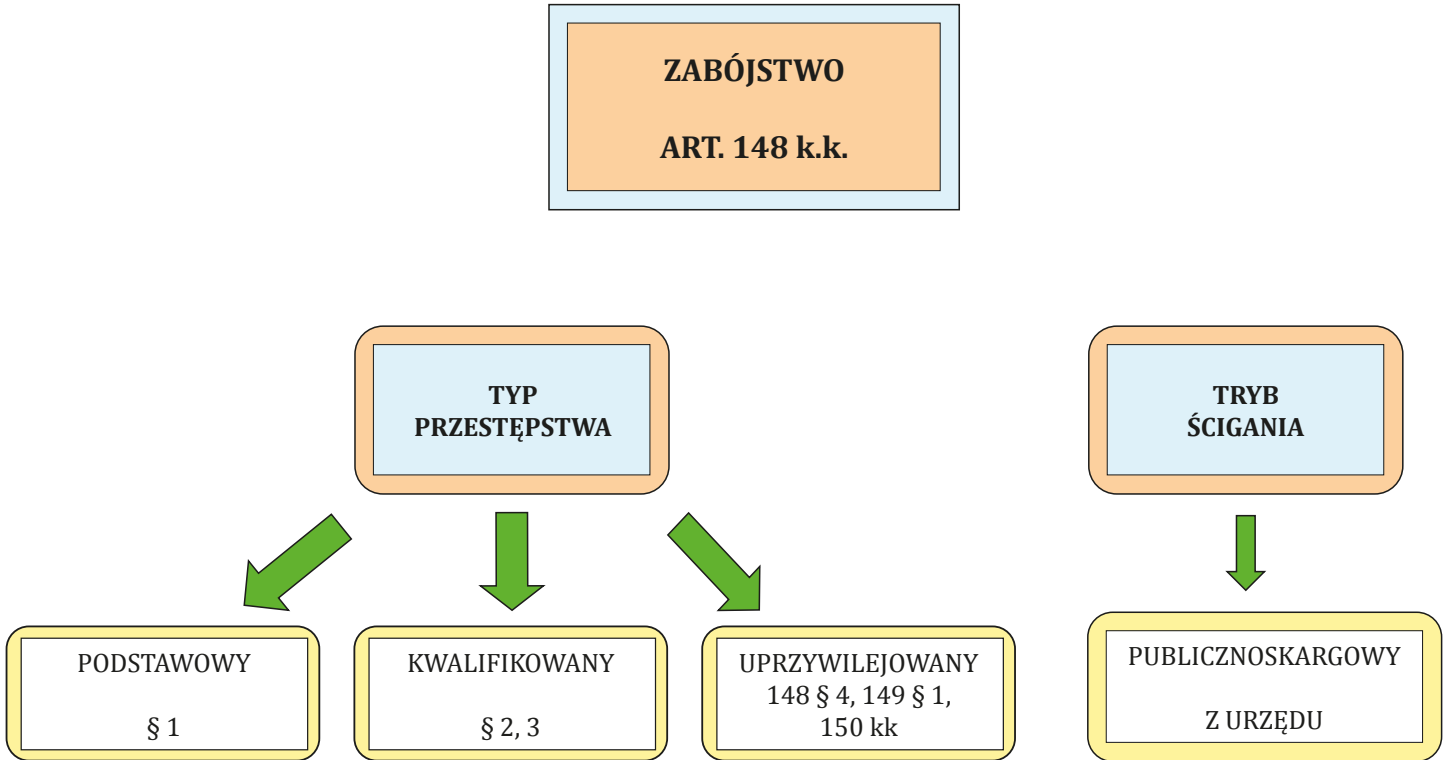 ZABÓJSTWO
ART. 148 k.k.
TYP
PRZESTĘPSTWA
TRYB
ŚCIGANIA
PODSTAWOWY
§ 1
KWALIFIKOWANY
§ 2, 3
UPRZYWILEJOWANY
148 § 4, 149 § 1,
150 kk
PUBLICZNOSKARGOWY
Z URZĘDU